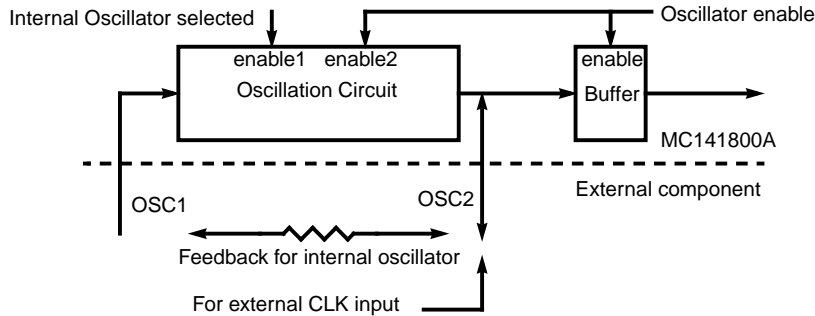 Internal Oscillator selected
Oscillator enable
enable1 enable2
enable
Oscillation Circuit
Buffer
MC141800A
OSC1
OSC2
External component
Feedback for internal oscillator
For external CLK input